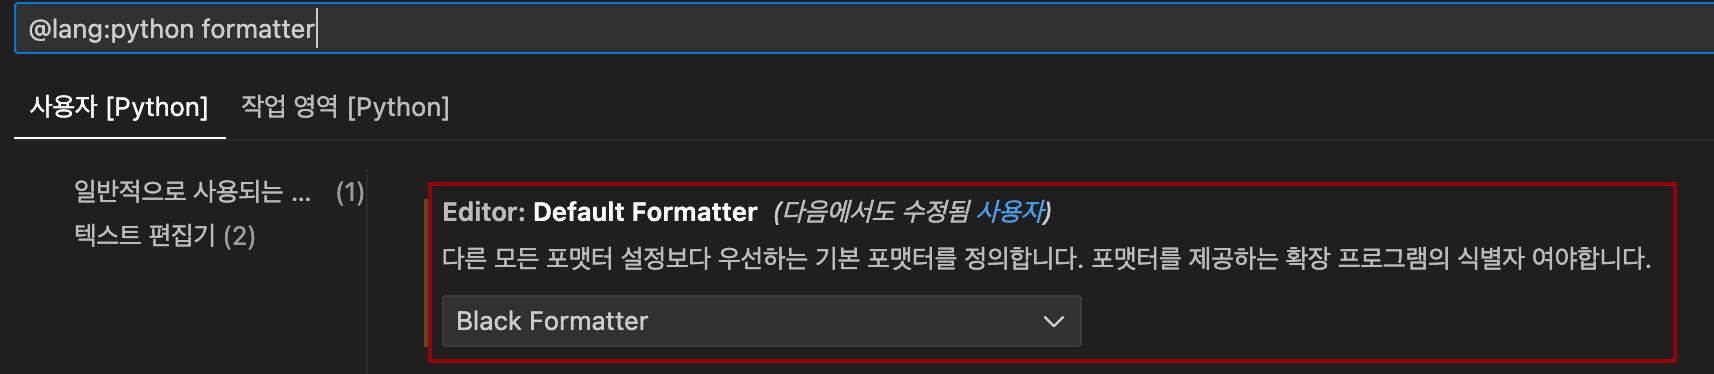 @lang:python formatter
사용자 [Python] 작업 영역 [Python]
일반적으로 사용되는 ... (1)
텍스트 편집기 (2)
Editor: Default Formatter (다음에서도 수정됨 사용자)
다른 모든 포맷터 설정보다 우선하는 기본 포맷터를 정의합니다. 포맷터를 제공하는 확장 프로그램의 식별자 여야합니다.
Black Formatter